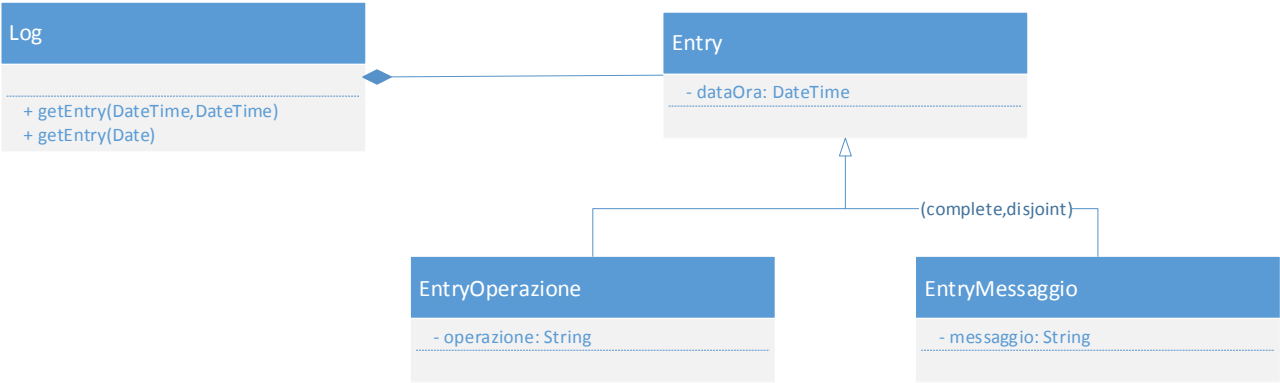 Log
+ getEntry(DateTime,DateTime)
+ getEntry(Date)
Entry
- dataOra: DateTime
(complete,disjoint)
EntryOperazione
- operazione: String
EntryMessaggio
- messaggio: String